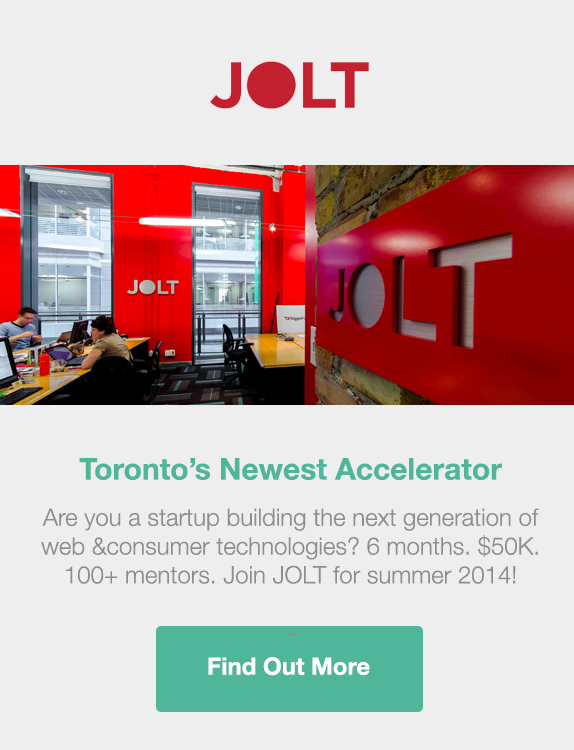 JOLT
JOLT
JOLT
Toronto's Newest Accelerator
Are you a startup building the next generation of
web &consumer technologies? 6 months. $50K.
100+ mentors. Join JOLT for summer 2014!
Find Out More